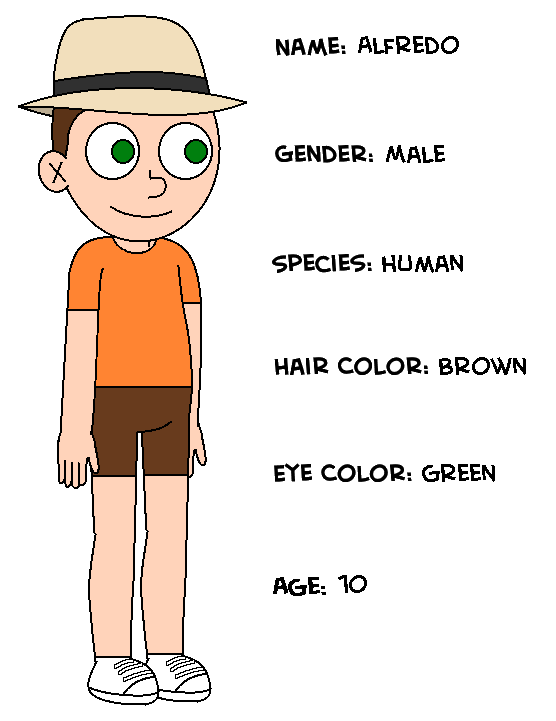 NAME: ALFREDO
GENDER: MALE
SPECIES: HUMAN
HAIR COLOR: BROWN
EYE COLOR: GREEN
AGE: 10